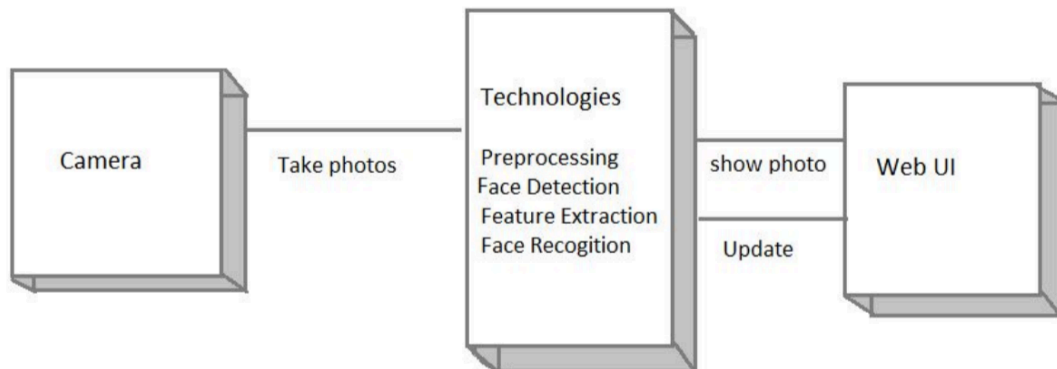 Camera
Take photos
Technologies
Preprocessing
Face Detection
Feature Extraction
Face Recogition
show photo
Update
Web UI